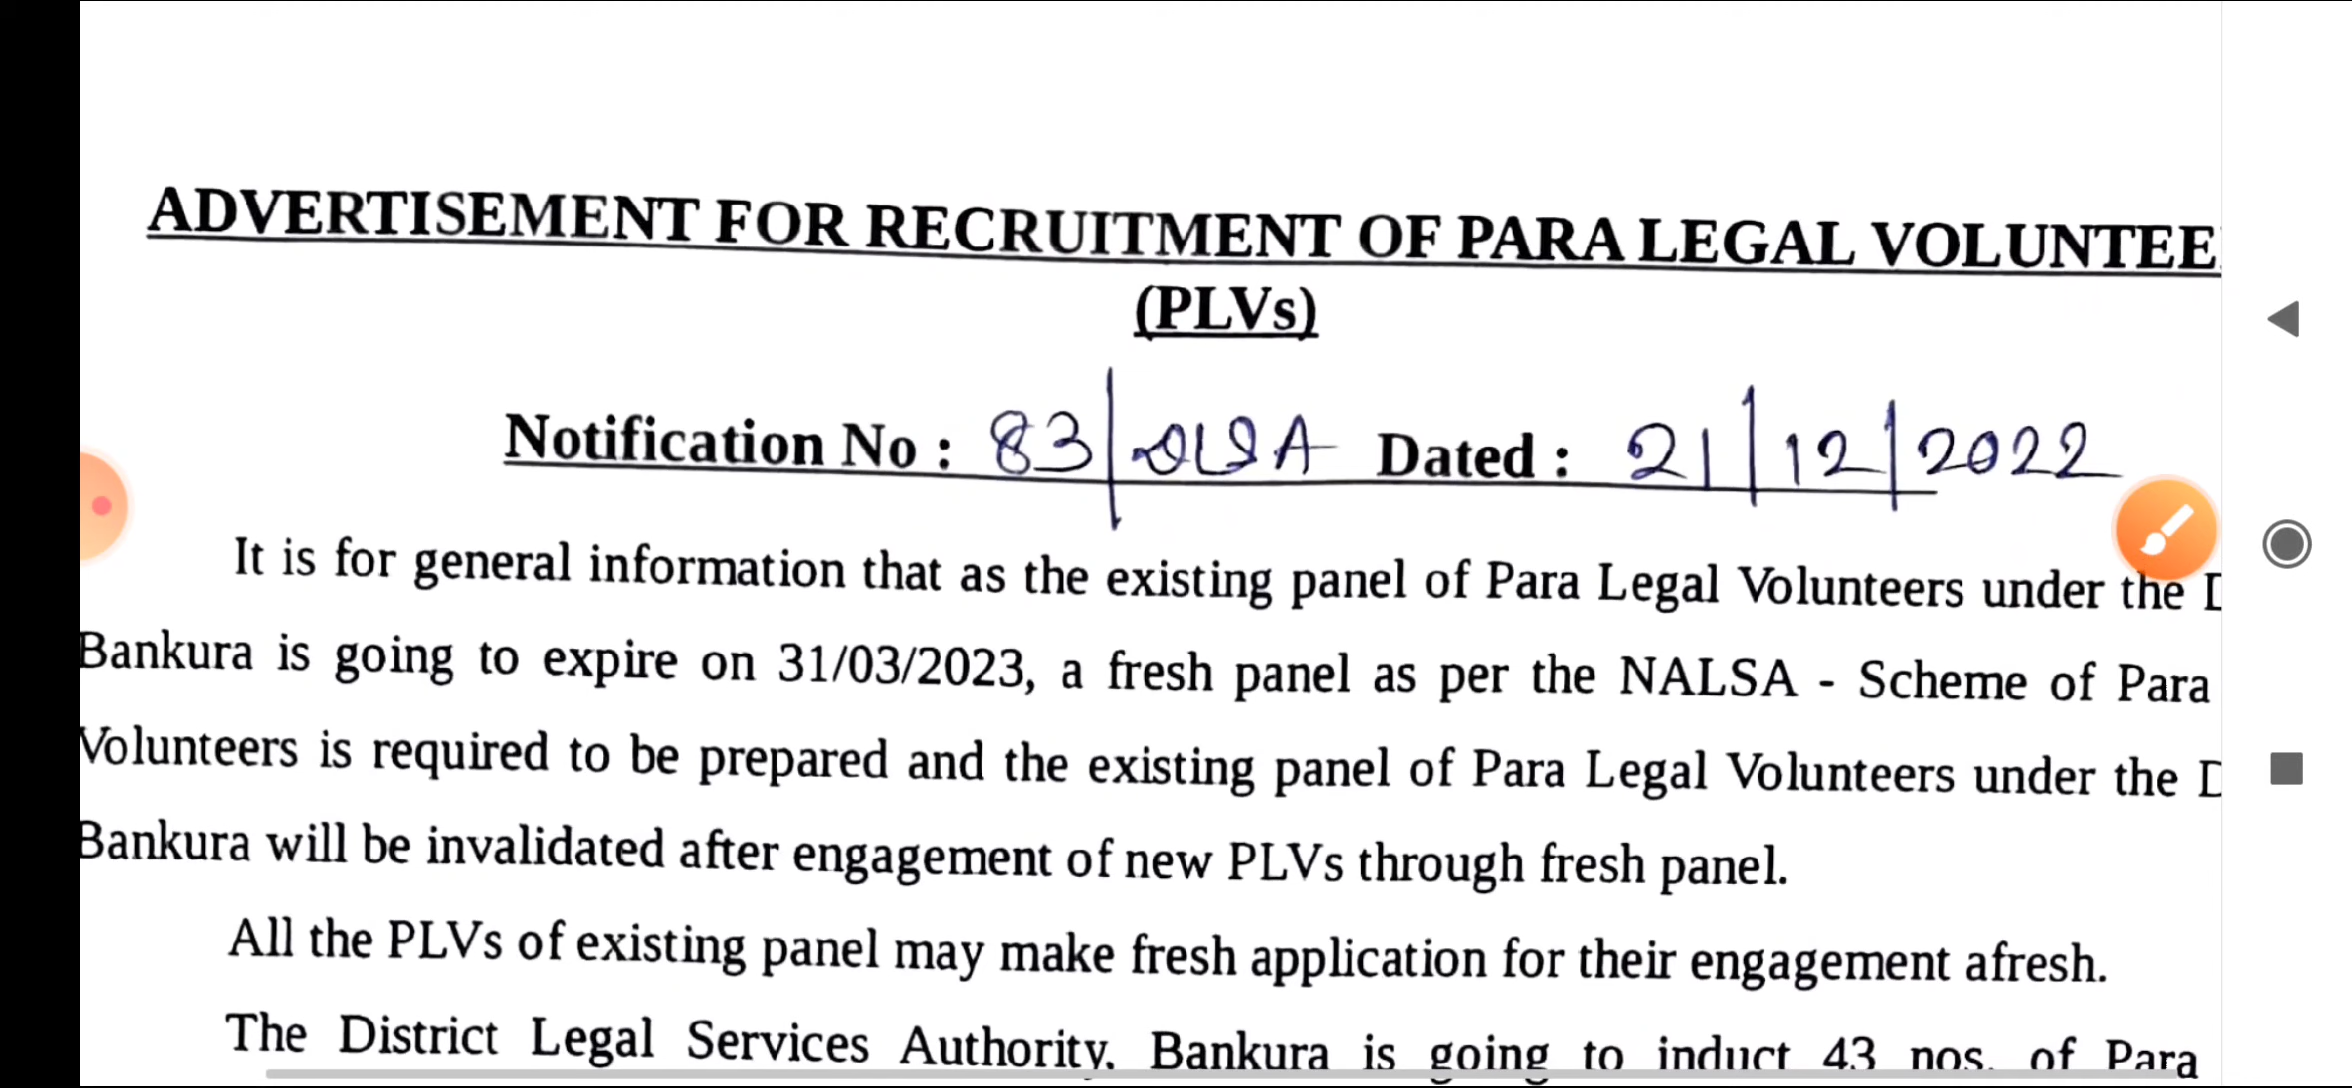 ADVERTISEMENT FOR RECRUITMENT OF PARA LEGAL VOLUNTEE
(PLVs)
Notification No : 83/DLSA Dated : 21/12/2022
It is for general information that as the existing panel of Para Legal Volunteers under the D
Bankura is going to expire on 31/03/2023, a fresh panel as per the NALSA - Scheme of Para
Volunteers is required to be prepared and the existing panel of Para Legal Volunteers under the D
Bankura will be invalidated after engagement of new PLVs through fresh panel.
All the PLVs of existing panel may make fresh application for their engagement afresh.
The District Legal Services Authority, Bankura is going to induct 43 nos. of Para